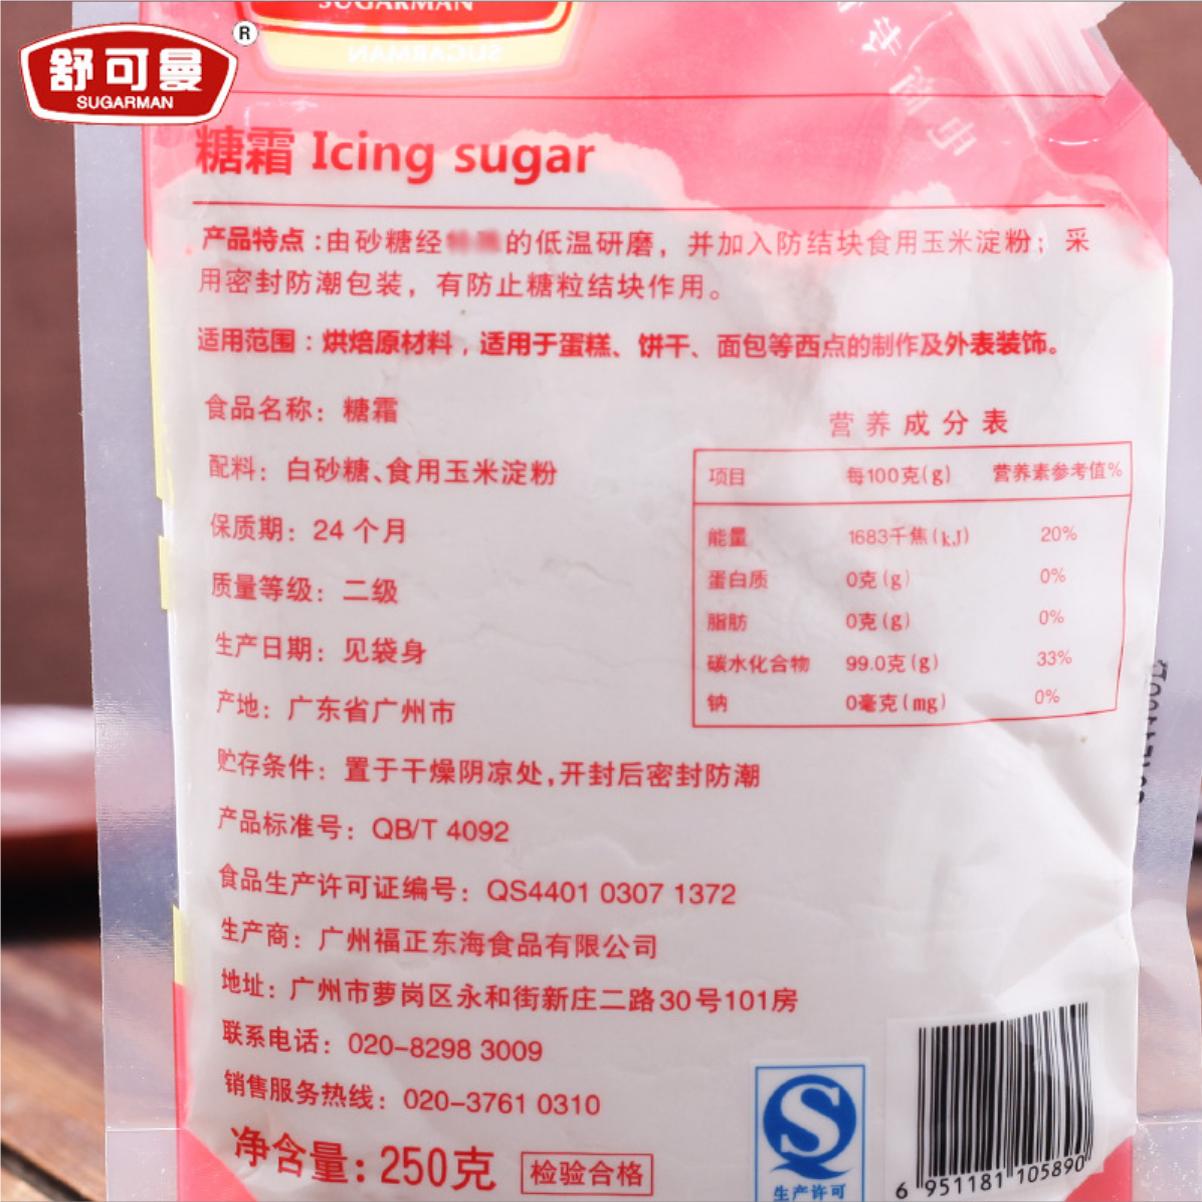 SUGARMAN
舒可曼
®
SUGARMAN
糖霜 Icing sugar
产品特点:由砂糖经 的低温研磨，并加入防结块食用玉米淀粉；采
用密封防潮包装，有防止糖粒结块作用。
适用范围：烘焙原材料，适用于蛋糕、饼干、面包等西点的制作及外表装饰。
食品名称：糖霜
配料：白砂糖、食用玉米淀粉
保质期：24 个月
质量等级：二级
生产日期：见袋身
产地：广东省广州市
营养成分表
项目 每100克(g) 营养素参考值%
能量 1683千焦(kJ) 20%
蛋白质 0克(g) 0%
脂肪 0克(g) 0%
碳水化合物 99.0克(g) 33%
钠 0毫克(mg) 0%
贮存条件：置于干燥阴凉处,开封后密封防潮
产品标准号：QB/T 4092
食品生产许可证编号：QS4401 0307 1372
生产商：广州福正东海食品有限公司
地址：广州市萝岗区永和街新庄二路30号101房
联系电话：020-8298 3009
销售服务热线：020-3761 0310
净含量:250克
检验合格
生产许可
6 951181 105890